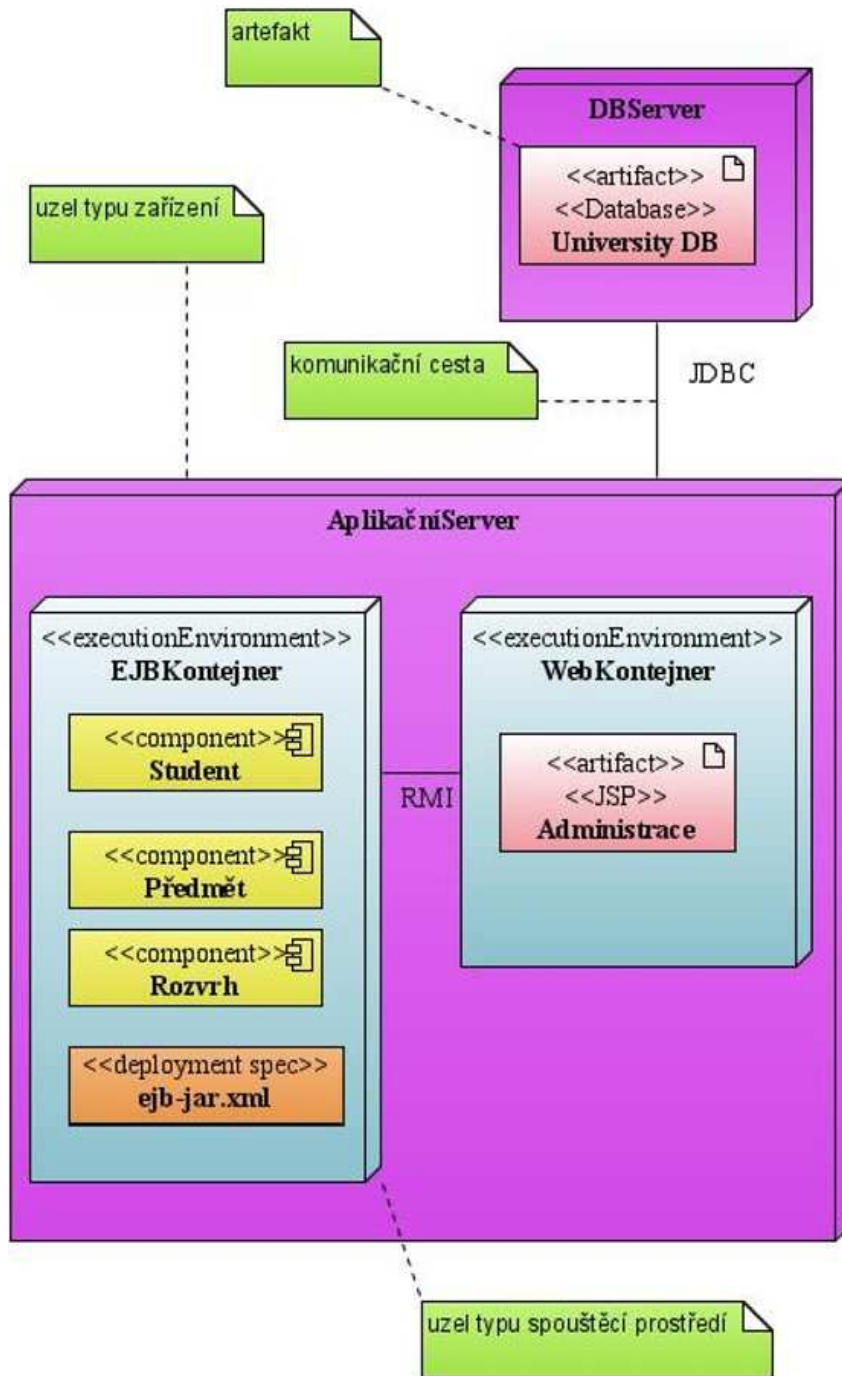 artefakt
DBServer
<<artifact>>
<<Database>>
University DB
uzel typu zařízení
komunikační cesta
JDBC
AplikačníServer
<<executionEnvironment>>
EJBKontejner
<<component>>
Student
<<component>>
Předmět
<<component>>
Rozvrh
<<deployment spec>>
ejb-jar.xml
RMI
<<executionEnvironment>>
WebKontejner
<<artifact>>
<<JSP>>
Administrace
uzel typu spouštěcí prostředí